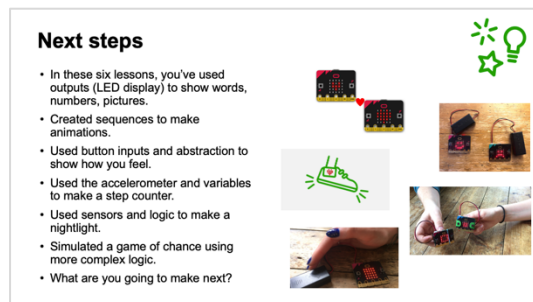 Next steps
• In these six lessons, you've used
outputs (LED display) to show words,
numbers, pictures.
• Created sequences to make
animations.
• Used button inputs and abstraction to
show how you feel.
• Used the accelerometer and variables
to make a step counter.
• Used sensors and logic to make a
nightlight.
• Simulated a game of chance using
more complex logic.
• What are you going to make next?